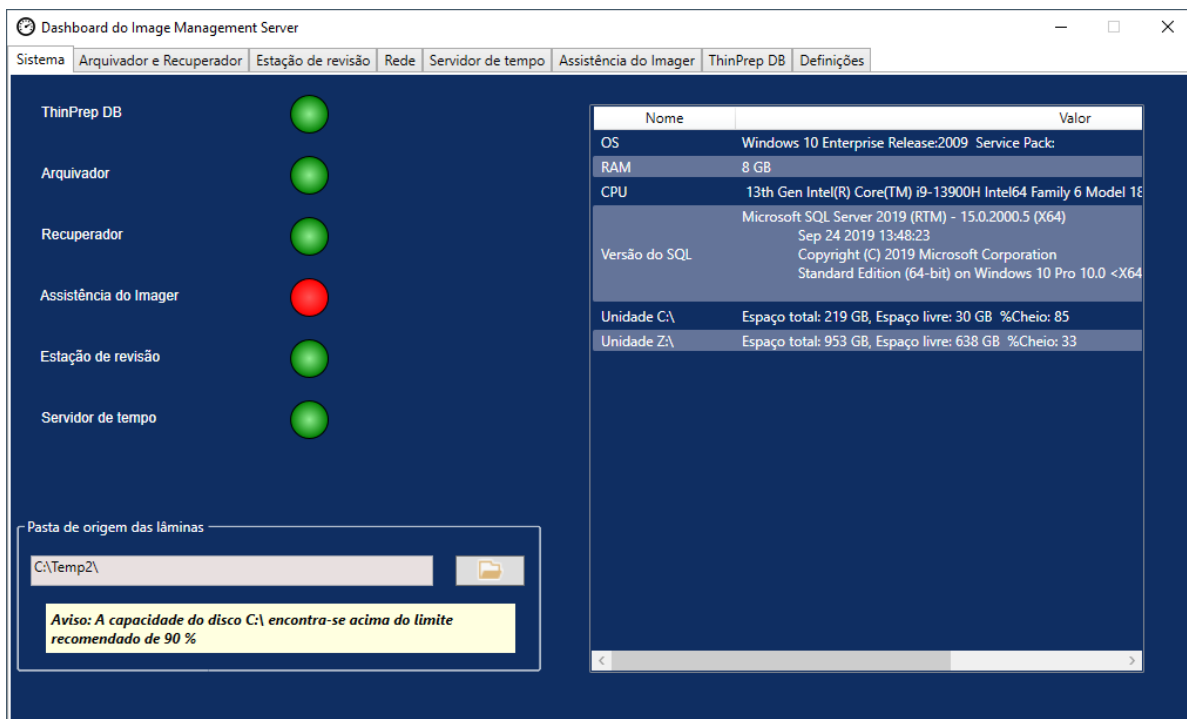 Dashboard do Image Management Server
Sistema Arquivador e Recuperador Estação de revisão Rede Servidor de tempo Assistência do Imager ThinPrep DB Definições
ThinPrep DB
Arquivador
Recuperador
Assistência do Imager
Estação de revisão
Servidor de tempo
Pasta de origem das lâminas
C:\Temp2\
Aviso: A capacidade do disco C:\ encontra-se acima do limite
recomendado de 90 %
Nome Valor
OS Windows 10 Enterprise Release:2009 Service Pack:
RAM 8 GB
CPU 13th Gen Intel(R) Core(TM) i9-13900H Intel64 Family 6 Model 18
Versão do SQL Microsoft SQL Server 2019 (RTM) - 15.0.2000.5 (X64)
Sep 24 2019 13:48:23
Copyright (C) 2019 Microsoft Corporation
Standard Edition (64-bit) on Windows 10 Pro 10.0 <X64
Unidade C:\ Espaço total: 219 GB, Espaço livre: 30 GB %Cheio: 85
Unidade Z:\ Espaço total: 953 GB, Espaço livre: 638 GB %Cheio: 33